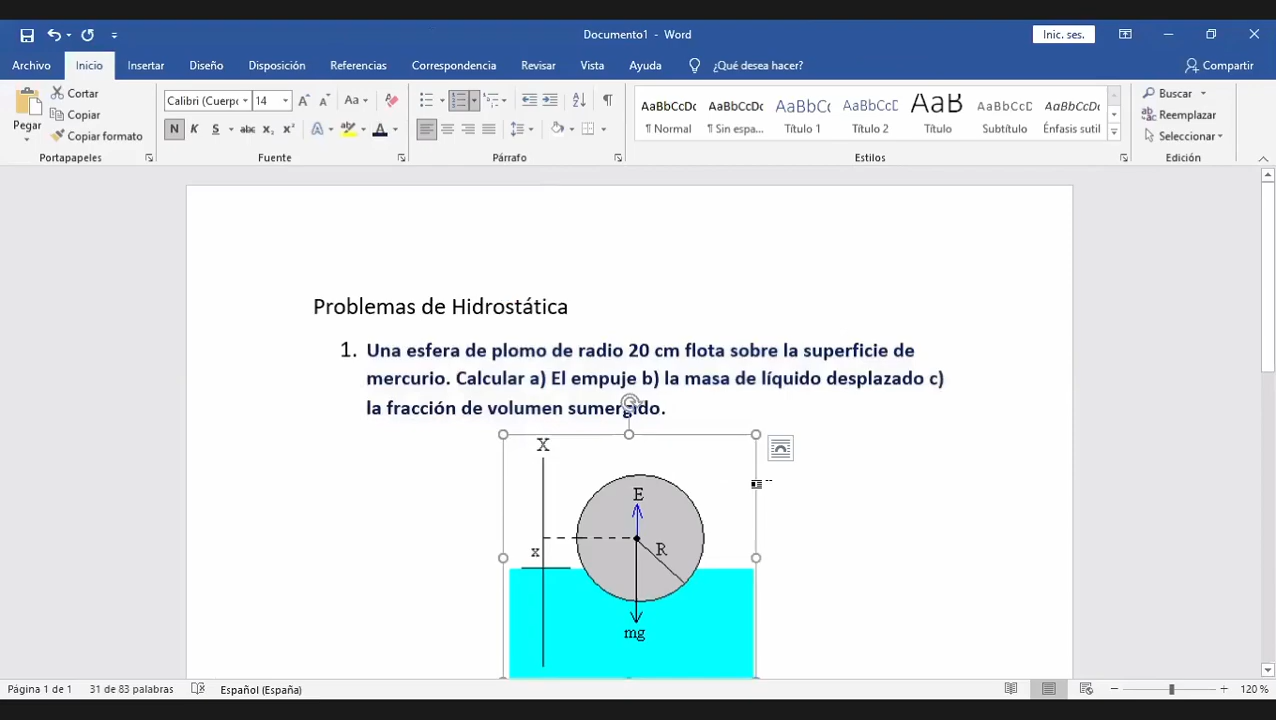 Documento1 - Word
Inic. ses.
Archivo Inicio Insertar Diseño Disposición Referencias Correspondencia Revisar Vista Ayuda ¿Qué desea hacer? Compartir
Pegar
Cortar
Copiar
Copiar formato
Portapapeles
Calibri (Cuerpo 14
N K S abc x₂ x²
Fuente
Párrafo
AaBbCcDc AaBbCcDc AaBbCc AaBbCcD AaB AaBbCcD AaBbCcDc
¶ Normal ¶ Sin espa... Título 1 Título 2 Título Subtítulo Énfasis sutil
Estilos
Buscar
Reemplazar
Seleccionar
Edición
Problemas de Hidrostática
1. Una esfera de plomo de radio 20 cm flota sobre la superficie de
mercurio. Calcular a) El empuje b) la masa de líquido desplazado c)
la fracción de volumen sumergido.
X
E
R
x
mg
Página 1 de 1 31 de 83 palabras Español (España) 120 %